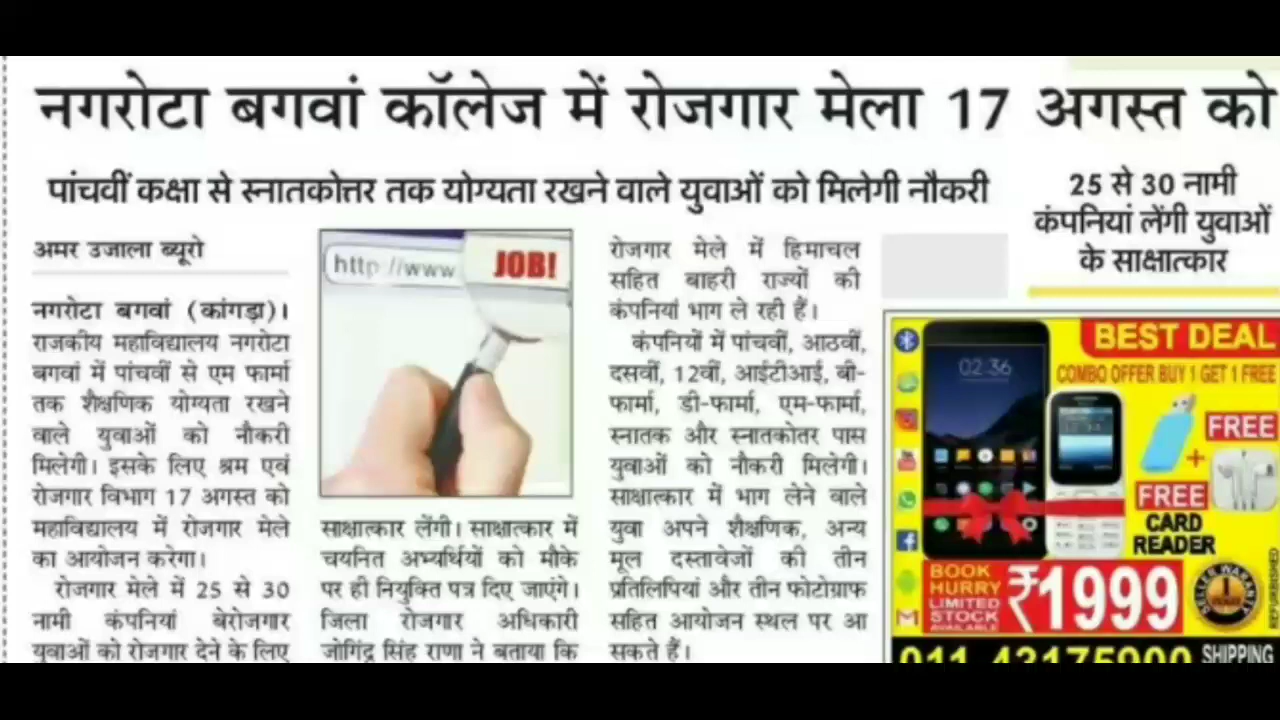 नगरोटा बगवां कॉलेज में रोजगार मेला 17 अगस्त को
पांचवीं कक्षा से स्नातकोत्तर तक योग्यता रखने वाले युवाओं को मिलेगी नौकरी
25 से 30 नामी
कंपनियां लेंगी युवाओं
के साक्षात्कार
अमर उजाला ब्यूरो
नगरोटा बगवां (कांगड़ा)।
राजकीय महाविद्यालय नगरोटा
बगवां में पांचवीं से एम फार्मा
तक शैक्षणिक योग्यता रखने
वाले युवाओं को नौकरी
मिलेगी। इसके लिए श्रम एवं
रोजगार विभाग 17 अगस्त को
महाविद्यालय में रोजगार मेले
का आयोजन करेगा।
रोजगार मेले में 25 से 30
नामी कंपनियां बेरोजगार
युवाओं को रोजगार देने के लिए
http://www
JOB!
साक्षात्कार लेंगी। साक्षात्कार में
चयनित अभ्यर्थियों को मौके
पर ही नियुक्ति पत्र दिए जाएंगे।
जिला रोजगार अधिकारी
जोगिंद्र सिंह राणा ने बताया कि
रोजगार मेले में हिमाचल
सहित बाहरी राज्यों की
कंपनियां भाग ले रही हैं।
कंपनियों में पांचवीं, आठवीं,
दसवीं, 12वीं, आईटीआई, बी-
फार्मा, डी-फार्मा, एम-फार्मा,
स्नातक और स्नातकोतर पास
युवाओं को नौकरी मिलेगी।
साक्षात्कार में भाग लेने वाले
युवा अपने शैक्षणिक, अन्य
मूल दस्तावेजों की तीन
प्रतिलिपियां और तीन फोटोग्राफ
सहित आयोजन स्थल पर आ
सकते हैं।
BEST DEAL
COMBO OFFER BUY 1 GET 1 FREE
02:36
FREE
FREE
CARD
READER
BOOK
HURRY
LIMITED
STOCK
AVAILABLE
₹1999
REFURBISHED
011-43175900
SHIPPING